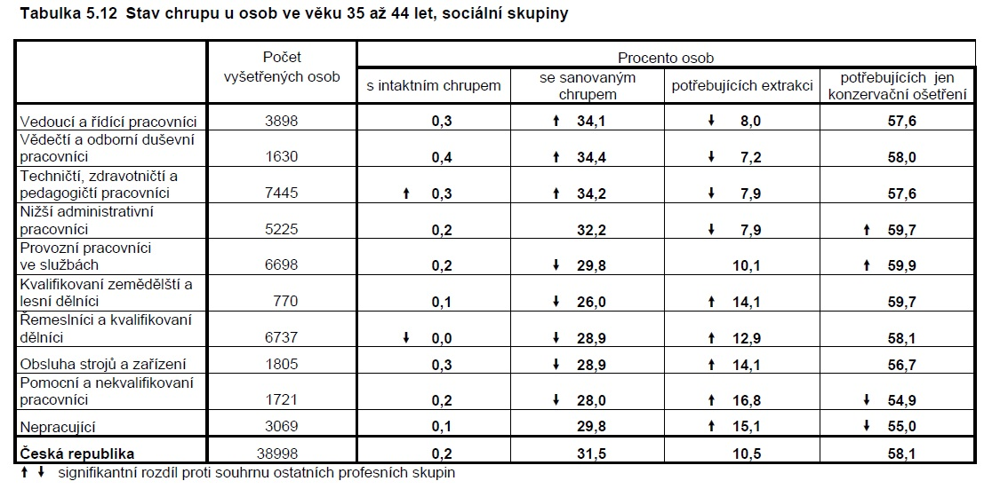 Tabulka 5.12 Stav chrupu u osob ve věku 35 až 44 let, sociální skupiny
Počet vyšetřených osob
Procento osob
s intaktním chrupem
se sanovaným chrupem
potřebujících extrakci
potřebujících jen konzervační ošetření
Vedoucí a řídící pracovníci 3898 0,3 ↑ 34,1 ↓ 8,0 57,6
Vědečtí a odborní duševní
pracovníci 1630 0,4 ↑ 34,4 ↓ 7,2 58,0
Techničtí, zdravotničtí a
pedagogičtí pracovníci 7445 ↑ 0,3 ↑ 34,2 ↓ 7,9 57,6
Nižší administrativní
pracovníci 5225 0,2 32,2 ↓ 7,9 ↑ 59,7
Provozní pracovníci
ve službách 6698 0,2 ↓ 29,8 10,1 ↑ 59,9
Kvalifikovaní zemědělští a
lesní dělníci 770 0,1 ↓ 26,0 ↑ 14,1 59,7
Řemeslníci a kvalifikovaní
dělníci 6737 ↓ 0,0 ↓ 28,9 ↑ 12,9 58,1
Obsluha strojů a zařízení 1805 0,3 ↓ 28,9 ↑ 14,1 56,7
Pomocní a nekvalifikovaní
pracovníci 1721 0,2 ↓ 28,0 ↑ 16,8 ↓ 54,9
Nepracující 3069 0,1 29,8 ↑ 15,1 ↓ 55,0
Česká republika 38998 0,2 31,5 10,5 58,1
↑ ↓ signifikantní rozdíl proti souhrnu ostatních profesních skupin